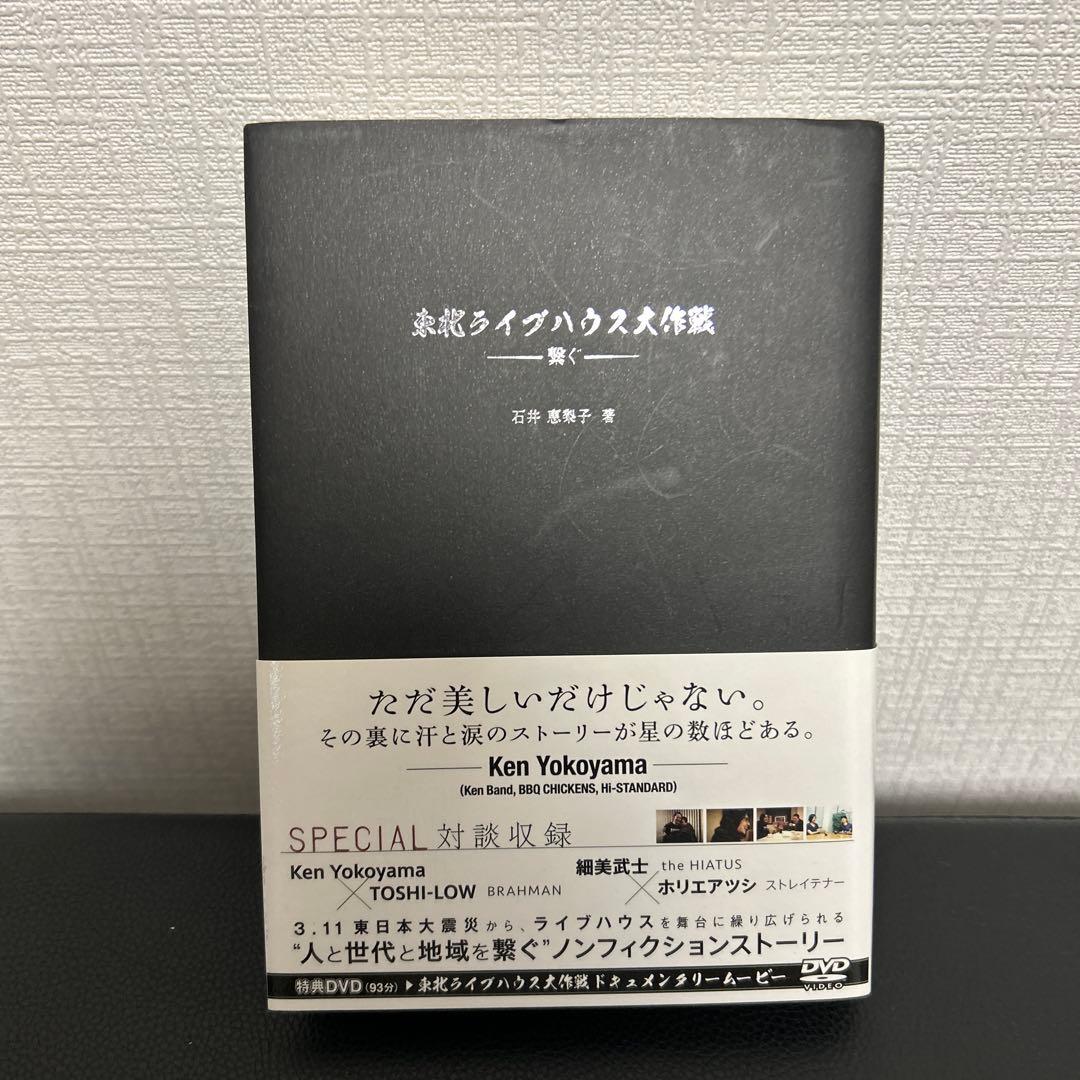 東北ライブハウス大作戦
繋ぐ
石井 恵梨子 著
ただ美しいだけじゃない。
その裏に汗と涙のストーリーが星の数ほどある。
Ken Yokoyama
(Ken Band, BBQ CHICKENS, Hi-STANDARD)
SPECIAL 対談収録
Ken Yokoyama
×TOSHI-LOW BRAHMAN
細美武士 the HIATUS
×ホリエアツシ ストレイテナー
3.11 東日本大震災から、ライブハウスを舞台に繰り広げられる
“人と世代と地域を繋ぐ”ノンフィクションストーリー
特典DVD(93分)▶東北ライブハウス大作戦ドキュメンタリームービー
DVD
VIDEO